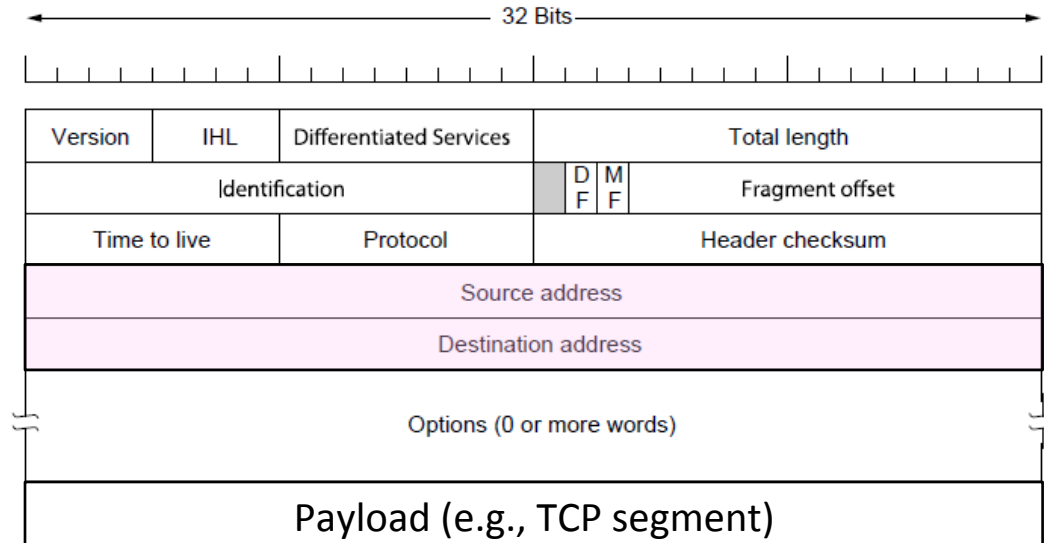 32 Bits
Version IHL Differentiated Services Total length
Identification D F M F Fragment offset
Time to live Protocol Header checksum
Source address
Destination address
Options (0 or more words)
Payload (e.g., TCP segment)